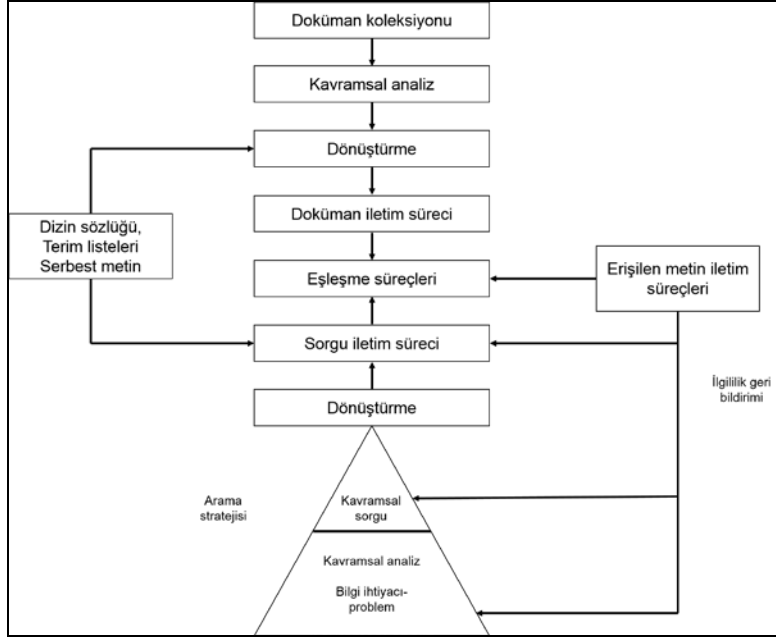 Doküman koleksiyonu
Kavramsal analiz
Dönüştürme
Doküman iletim süreci
Dizin sözlüğü,
Terim listeleri
Serbest metin
Eşleşme süreçleri
Erişilen metin iletim
süreçleri
Sorgu iletim süreci
İlgililik geri
bildirimi
Dönüştürme
Arama
stratejisi
Kavramsal
sorgu
Kavramsal analiz
Bilgi ihtiyacı-
problem